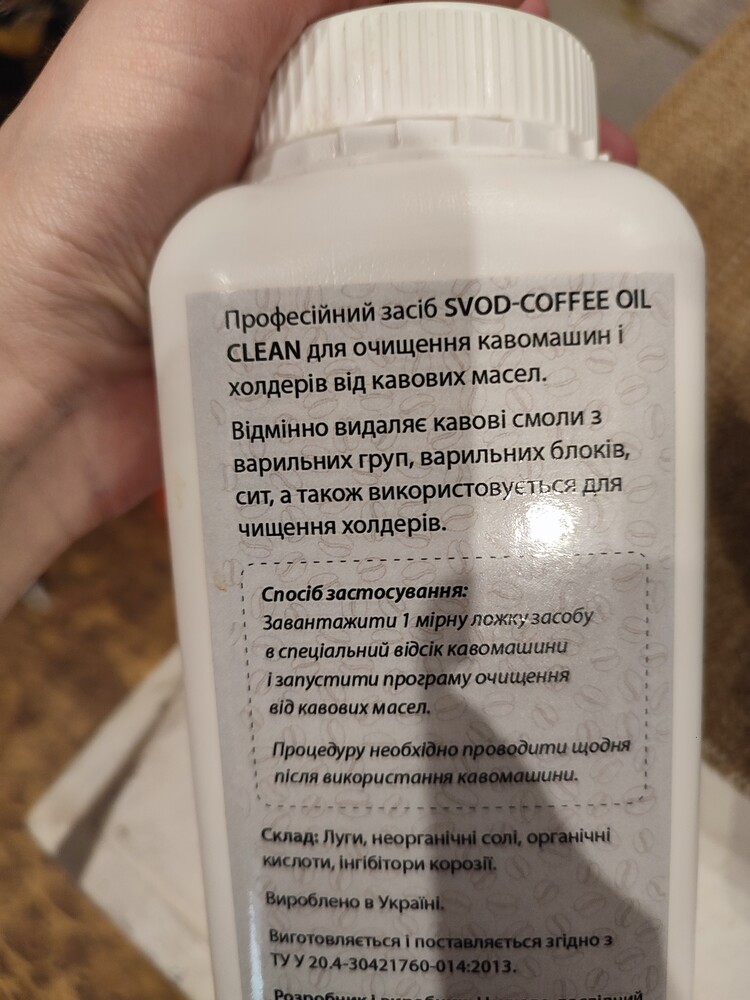 Професійний засіб SVOD-COFFEE OIL
CLEAN для очищення кавомашин і
холдерів від кавових масел.
Відмінно видаляє кавові смоли з
варильних груп, варильних блоків,
сит, а також використовується для
чищення холдерів.
Спосіб застосування:
Завантажити 1 мірну ложку засобу
в спеціальний відсік кавомашини
і запустити програму очищення
від кавових масел.
Процедуру необхідно проводити щодня
після використання кавомашини.
Склад: Луги, неорганічні солі, органічні
кислоти, інгібітори корозії.
Вироблено в Україні.
Виготовляється і поставляється згідно з
ТУ У 20.4-30421760-014:2013.
Розробник і